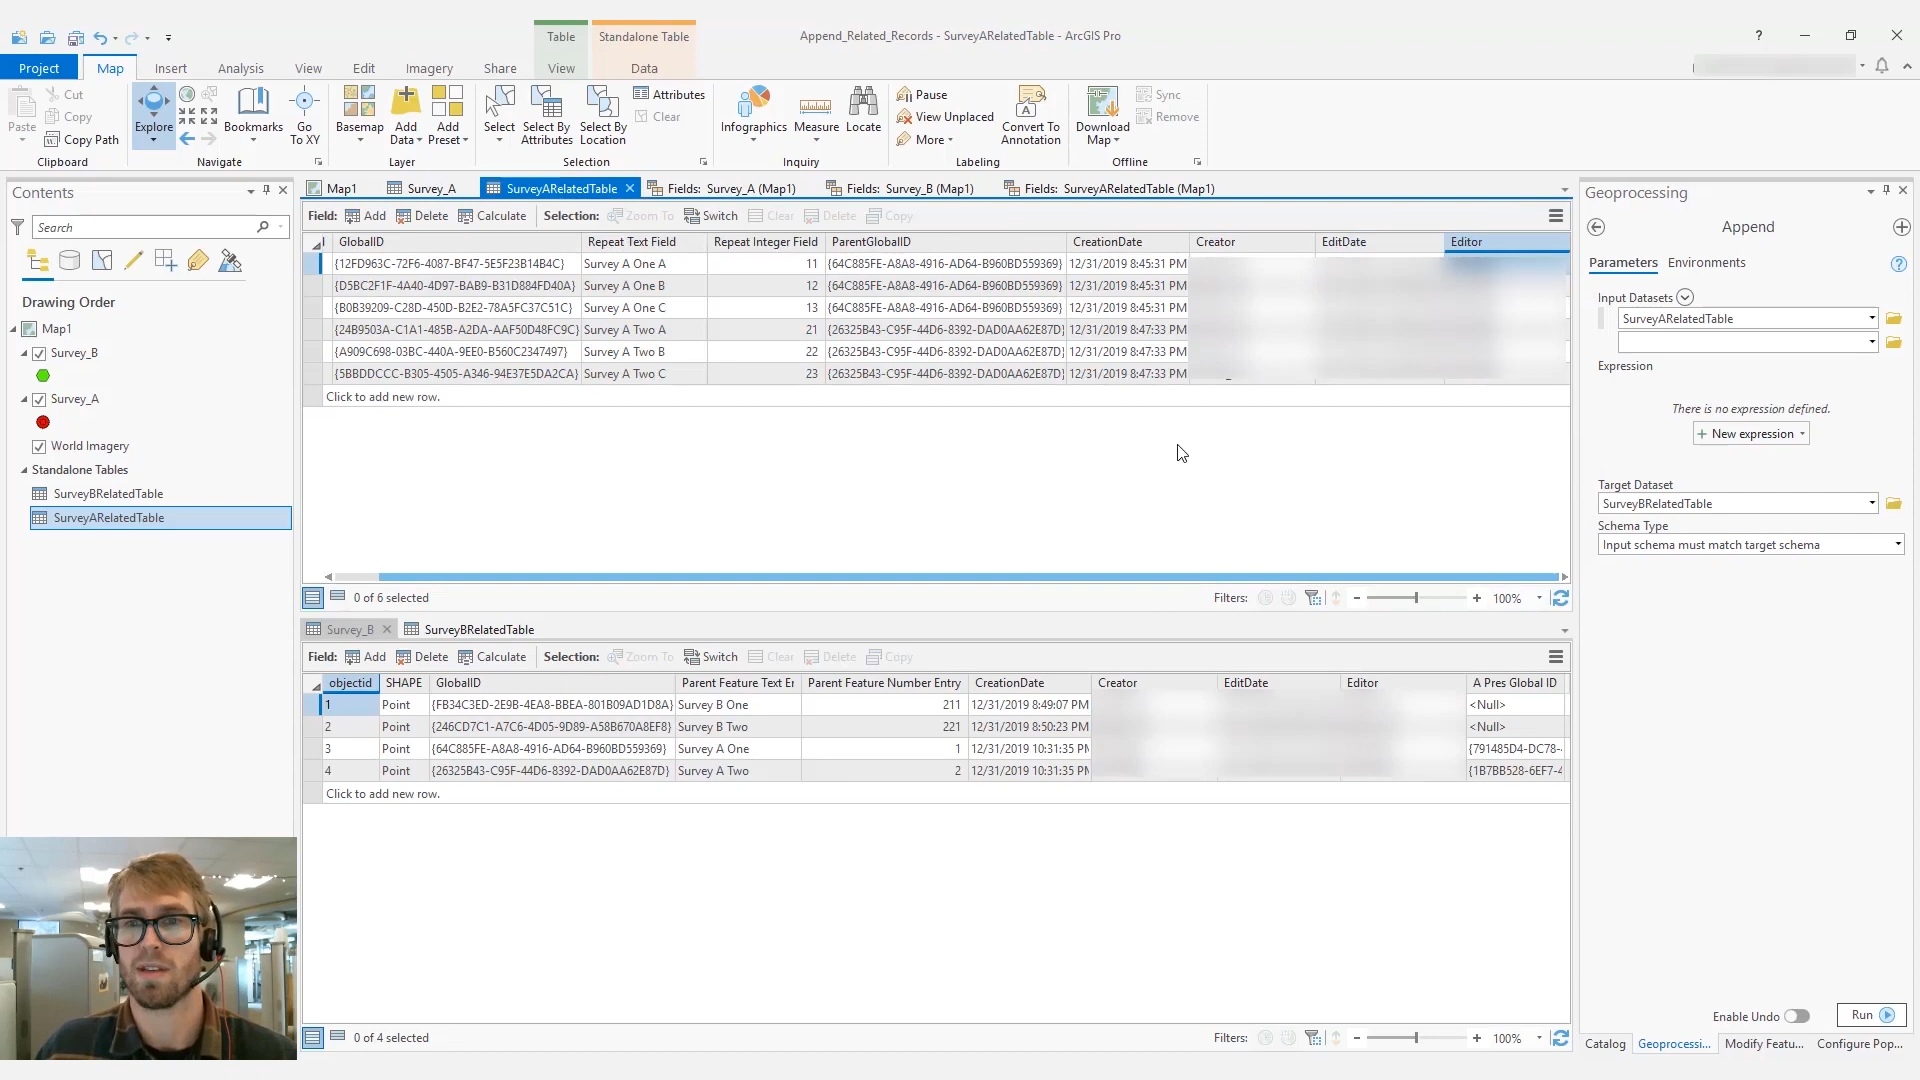 Table
Standalone Table
Append_Related_Records - SurveyARelatedTable - ArcGIS Pro
?
Project
Map
Insert
Analysis
View
Edit
Imagery
Share
View
Data
Paste
Cut
Copy
Copy Path
Clipboard
Explore
Bookmarks
Go To XY
Navigate
Basemap
Add Data
Add Preset
Layer
Select
Select By Attributes
Select By Location
Attributes
Clear
Selection
Infographics
Measure
Locate
Inquiry
Pause
View Unplaced
More
Convert To Annotation
Labeling
Download Map
Sync
Remove
Offline
Contents
Search
Drawing Order
Map1
Survey_B
Survey_A
World Imagery
Standalone Tables
SurveyBRelatedTable
SurveyARelatedTable
Map1
Survey_A
SurveyARelatedTable
Fields: Survey_A (Map1)
Fields: Survey_B (Map1)
Fields: SurveyARelatedTable (Map1)
Field: Add Delete Calculate Selection: Zoom To Switch Clear Delete Copy
GlobalID Repeat Text Field Repeat Integer Field ParentGlobalID CreationDate Creator EditDate Editor
{12FD963C-72F6-4087-BF47-5E5F23B14B4C} Survey A One A 11 {64C885FE-A8A8-4916-AD64-B960BD559369} 12/31/2019 8:45:31 PM
{D5BC2F1F-4A40-4D97-BAB9-B31D884FD40A} Survey A One B 12 {64C885FE-A8A8-4916-AD64-B960BD559369} 12/31/2019 8:45:31 PM
{B0B39209-C28D-450D-B2E2-78A5FC37C51C} Survey A One C 13 {64C885FE-A8A8-4916-AD64-B960BD559369} 12/31/2019 8:45:31 PM
{24B9503A-C1A1-485B-A2DA-AAF50D48FC9C} Survey A Two A 21 {26325B43-C95F-44D6-8392-DAD0AA62E87D} 12/31/2019 8:47:33 PM
{A909C698-03BC-440A-9EE0-B560C2347497} Survey A Two B 22 {26325B43-C95F-44D6-8392-DAD0AA62E87D} 12/31/2019 8:47:33 PM
{5BBDDCCC-B305-4505-A346-94E37E5DA2CA} Survey A Two C 23 {26325B43-C95F-44D6-8392-DAD0AA62E87D} 12/31/2019 8:47:33 PM
Click to add new row.
0 of 6 selected
Filters:
100%
Survey_B
SurveyBRelatedTable
Field: Add Delete Calculate Selection: Zoom To Switch Clear Delete Copy
objectid SHAPE GlobalID Parent Feature Text Er Parent Feature Number Entry CreationDate Creator EditDate Editor A Pres Global ID
1 Point {FB34C3ED-2E9B-4EA8-BBEA-801B09AD1D8A} Survey B One 211 12/31/2019 8:49:07 PM <Null>
2 Point {246CD7C1-A7C6-4D05-9D89-A58B670A8EF8} Survey B Two 221 12/31/2019 8:50:23 PM <Null>
3 Point {64C885FE-A8A8-4916-AD64-B960BD559369} Survey A One 1 12/31/2019 10:31:35 PM {791485D4-DC78-
4 Point {26325B43-C95F-44D6-8392-DAD0AA62E87D} Survey A Two 2 12/31/2019 10:31:35 PM {1B7BB528-6EF7-4
Click to add new row.
0 of 4 selected
Filters:
100%
Geoprocessing
Append
Parameters
Environments
?
Input Datasets
SurveyARelatedTable
Expression
There is no expression defined.
+ New expression
Target Dataset
SurveyBRelatedTable
Schema Type
Input schema must match target schema
Enable Undo
Run
Catalog
Geoprocessi...
Modify Featu...
Configure Pop...